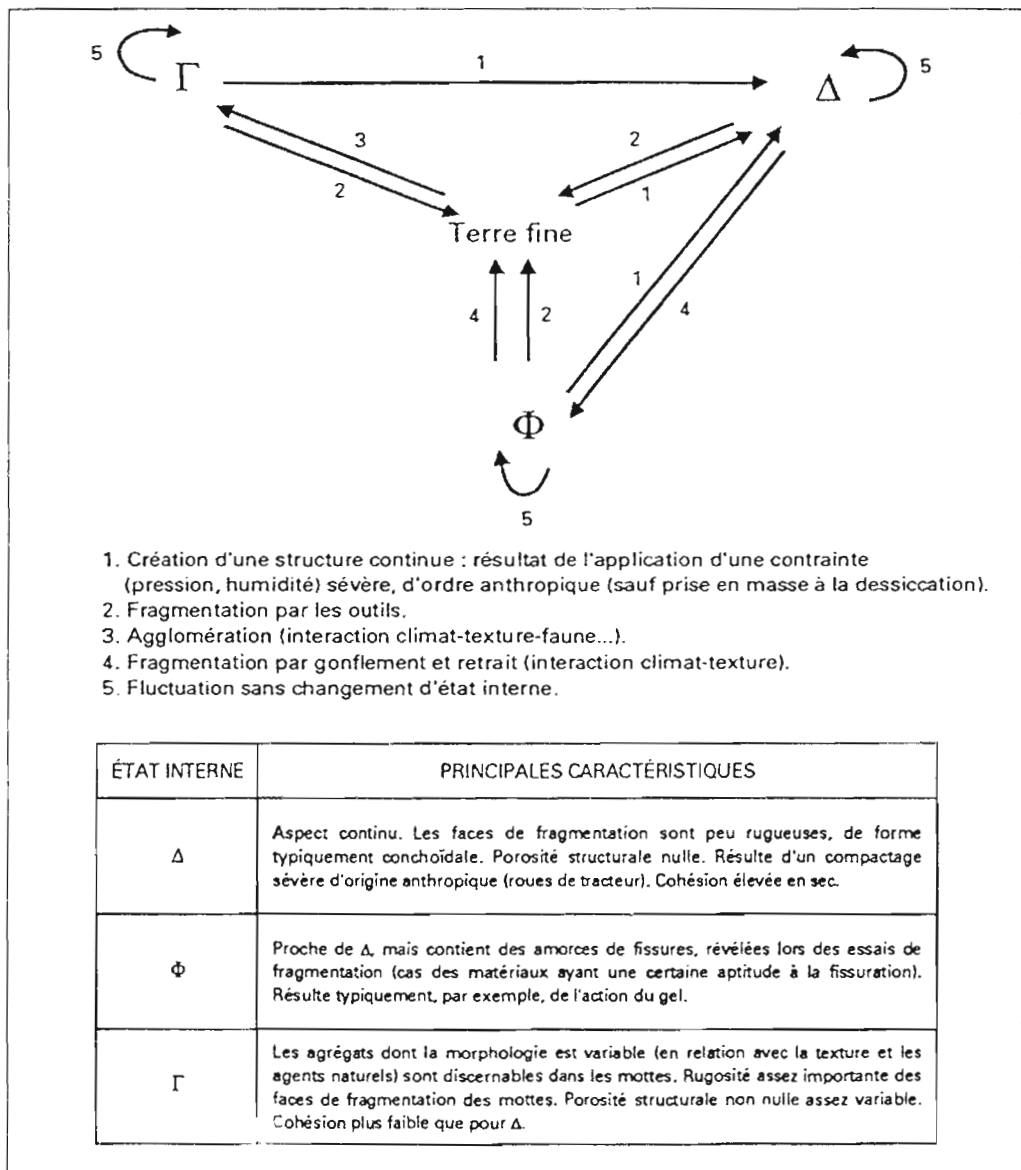 5
Γ
1
Δ
5
3
2
2
1
Terre fine
1
4
4
2
Φ
5
1. Création d'une structure continue : résultat de l'application d'une contrainte
(pression, humidité) sévère, d'ordre anthropique (sauf prise en masse à la dessiccation).
2. Fragmentation par les outils.
3. Agglomération (interaction climat-texture-faune...).
4. Fragmentation par gonflement et retrait (interaction climat-texture).
5. Fluctuation sans changement d'état interne.
ÉTAT INTERNE
PRINCIPALES CARACTÉRISTIQUES
Δ
Aspect continu. Les faces de fragmentation sont peu rugueuses, de forme
typiquement conchoïdale. Porosité structurale nulle. Résulte d'un compactage
sévère d'origine anthropique (roues de tracteur). Cohésion élevée en sec.
Φ
Proche de Δ, mais contient des amorces de fissures, révélées lors des essais de
fragmentation (cas des matériaux ayant une certaine aptitude à la fissuration).
Résulte typiquement, par exemple, de l'action du gel.
Γ
Les agrégats dont la morphologie est variable (en relation avec la texture et les
agents naturels) sont discernables dans les mottes. Rugosité assez importante des
faces de fragmentation des mottes. Porosité structurale non nulle assez variable.
Cohésion plus faible que pour Δ.